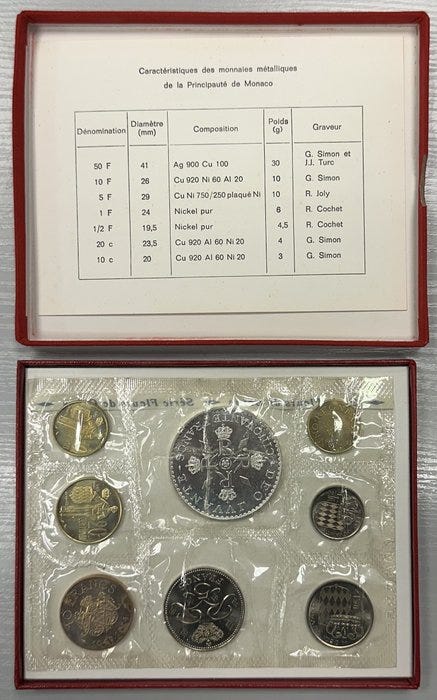 Caractéristiques des monnaies métalliques
de la Principauté de Monaco
Dénomination Diamètre (mm) Composition Poids (g) Graveur
50 F 41 Ag 900 Cu 100 30 G. Simon et J.J. Turc
10 F 26 Cu 920 Ni 60 Al 20 10 G. Simon
5 F 29 Cu Ni 750/250 plaqué Ni 10 R. Joly
1 F 24 Nickel pur 6 R. Cochet
1/2 F 19,5 Nickel pur 4,5 R. Cochet
20 c 23,5 Cu 920 Al 60 Ni 20 4 G. Simon
10 c 20 Cu 920 Al 60 Ni 20 3 G. Simon
Série Fleurs de